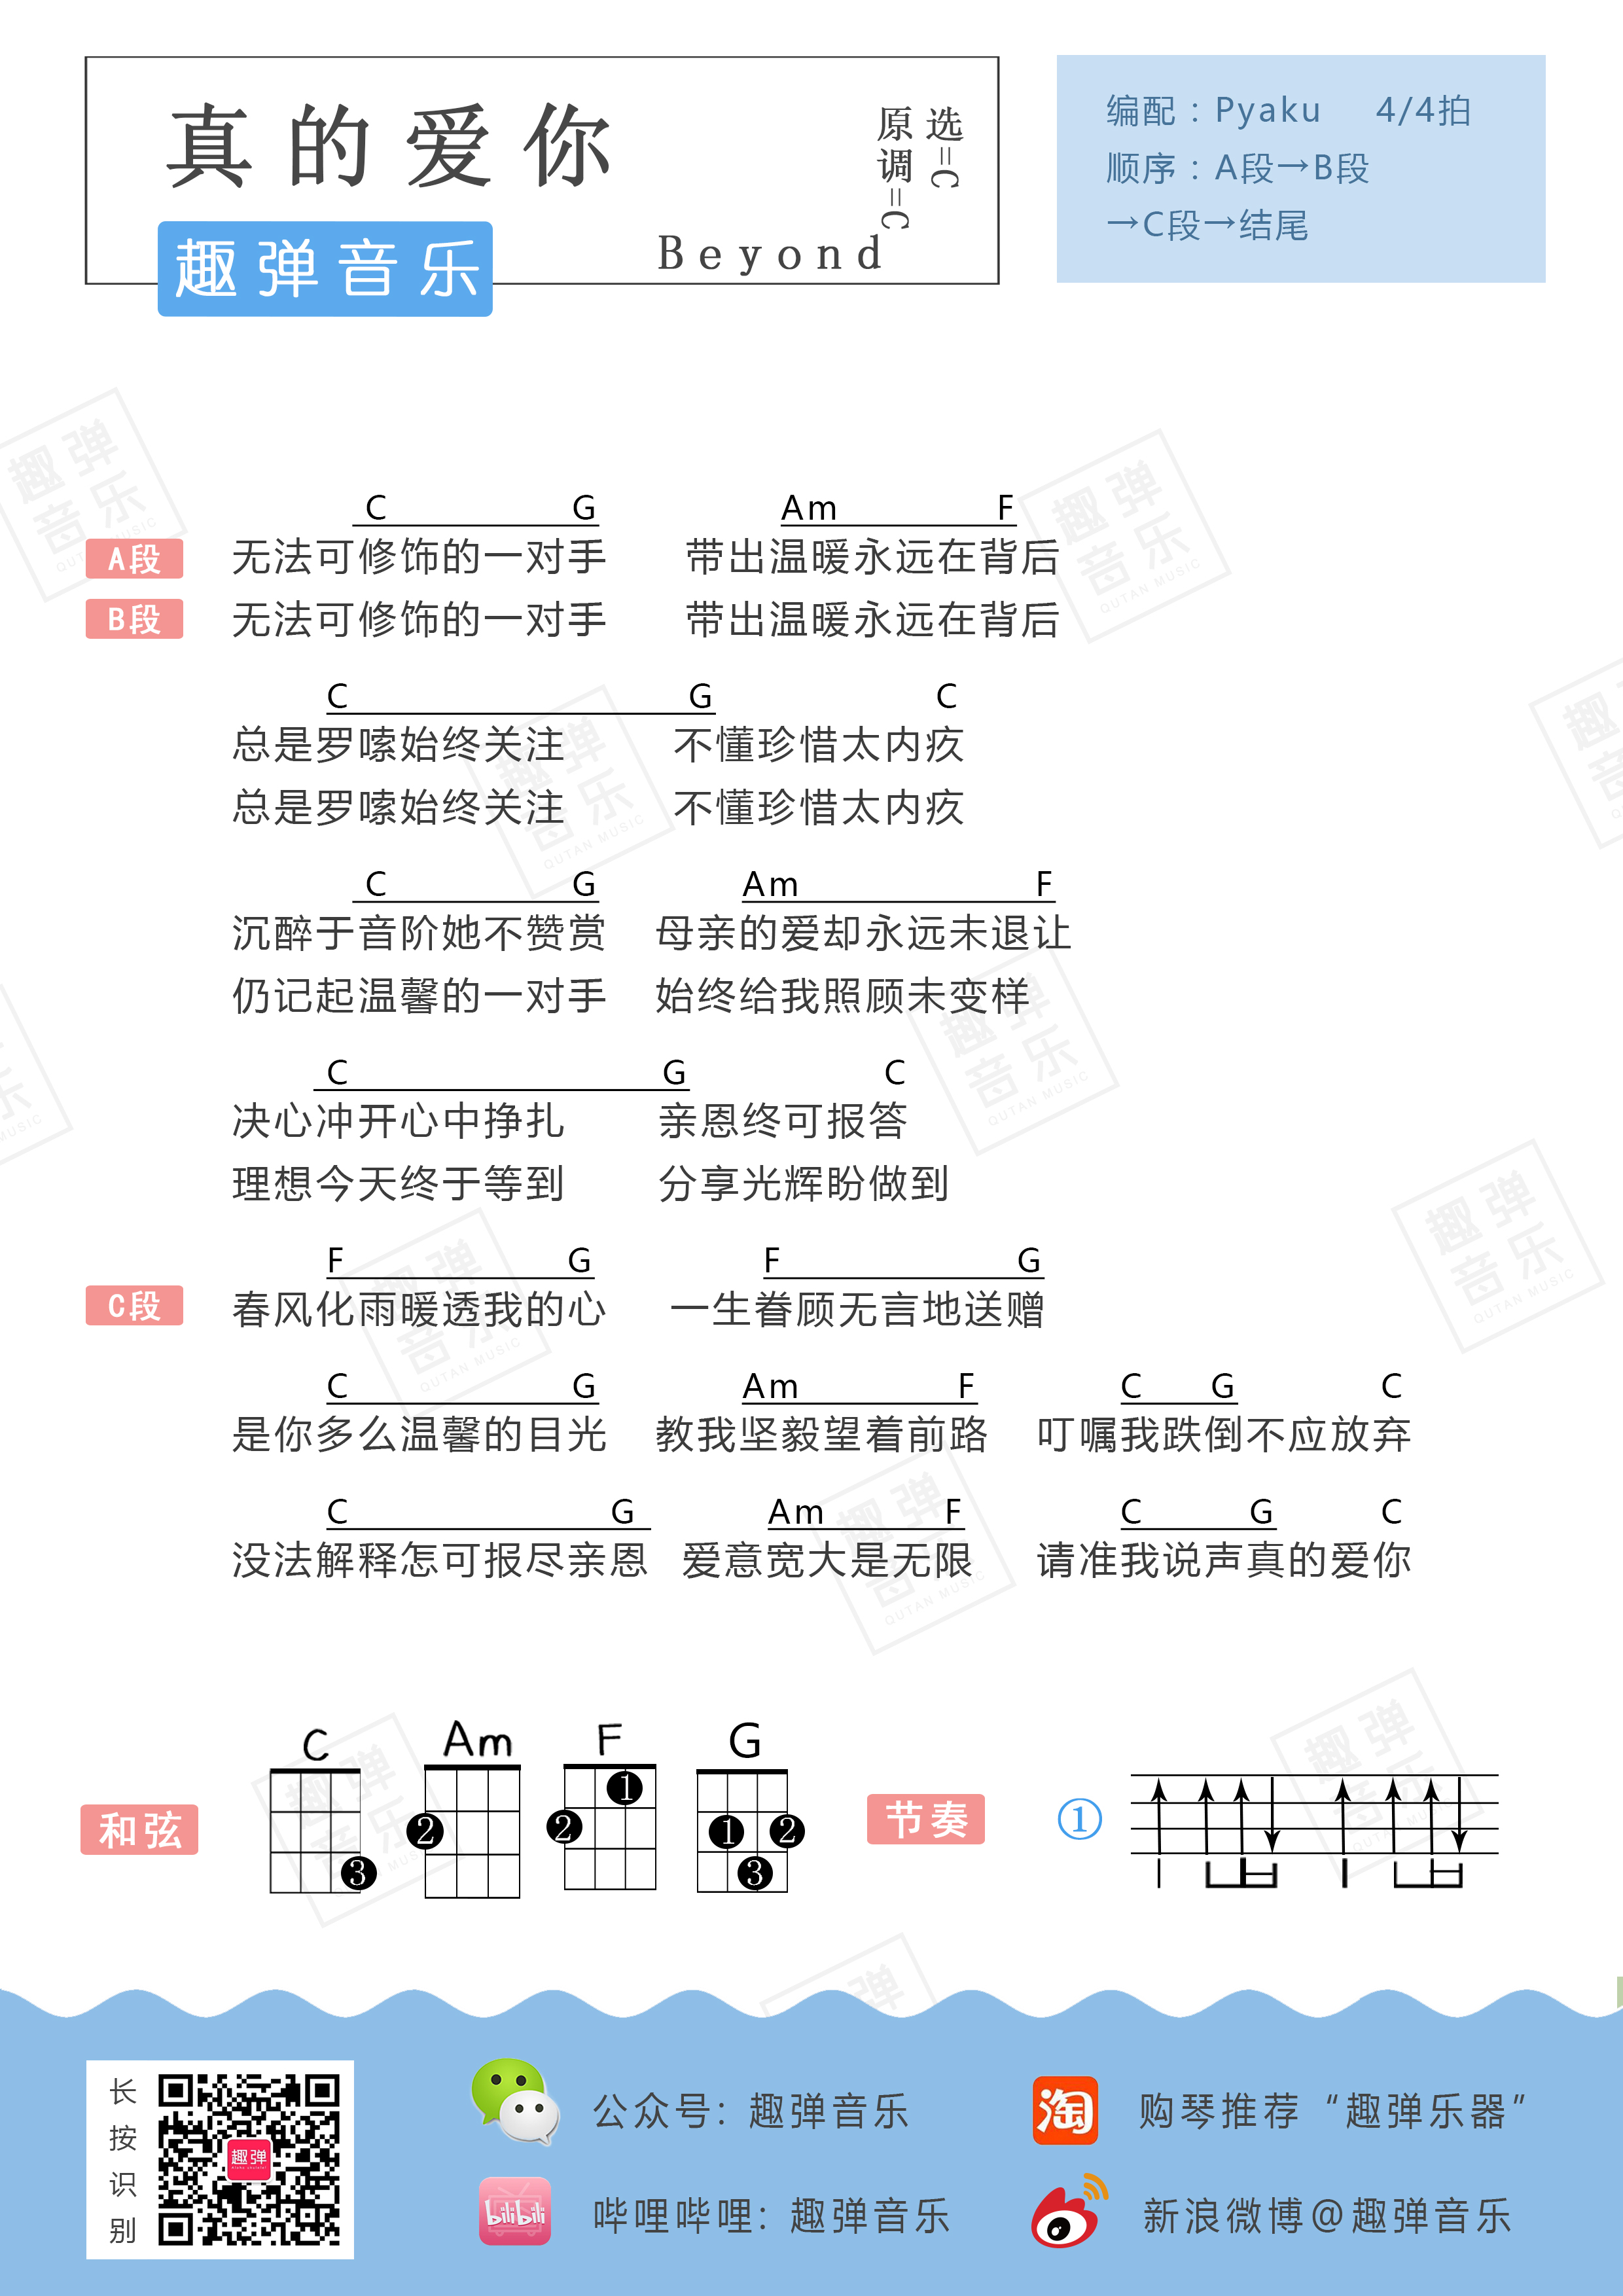 真的爱你
原调=C
选=C
Beyond
趣弹音乐
编配：Pyaku 4/4拍
顺序：A段→B段
→C段→结尾
C G Am F
A段 无法可修饰的一对手 带出温暖永远在背后
B段 无法可修饰的一对手 带出温暖永远在背后
C G C
总是罗嗦始终关注 不懂珍惜太内疚
总是罗嗦始终关注 不懂珍惜太内疚
C G Am F
沉醉于音阶她不赞赏 母亲的爱却永远未退让
仍记起温馨的一对手 始终给我照顾未变样
C G C
决心冲开心中挣扎 亲恩终可报答
理想今天终于等到 分享光辉盼做到
F G F G
C段 春风化雨暖透我的心 一生眷顾无言地送赠
C G Am F C G C
是你多么温馨的目光 教我坚毅望着前路 叮嘱我跌倒不应放弃
C G Am F C G C
没法解释怎可报尽亲恩 爱意宽大是无限 请准我说声真的爱你
C Am F G
和弦 3 2 1 2 1 2 3
节奏 ①
长按识别
趣弹
公众号：趣弹音乐
淘 购琴推荐“趣弹乐器”
bilibili 哔哩哔哩：趣弹音乐
新浪微博@趣弹音乐
趣弹音乐
QUTAN MUSIC